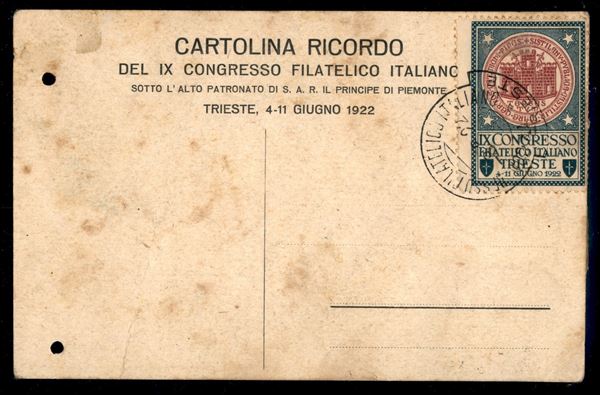 CARTOLINA RICORDO
DEL IX CONGRESSO FILATELICO ITALIANO
SOTTO L'ALTO PATRONATO DI S. A. R. IL PRINCIPE DI PIEMONTE
TRIESTE, 4-11 GIUGNO 1922
IX CONGRESSO
FILATELICO ITALIANO
TRIESTE
4-11 GIUGNO 1922